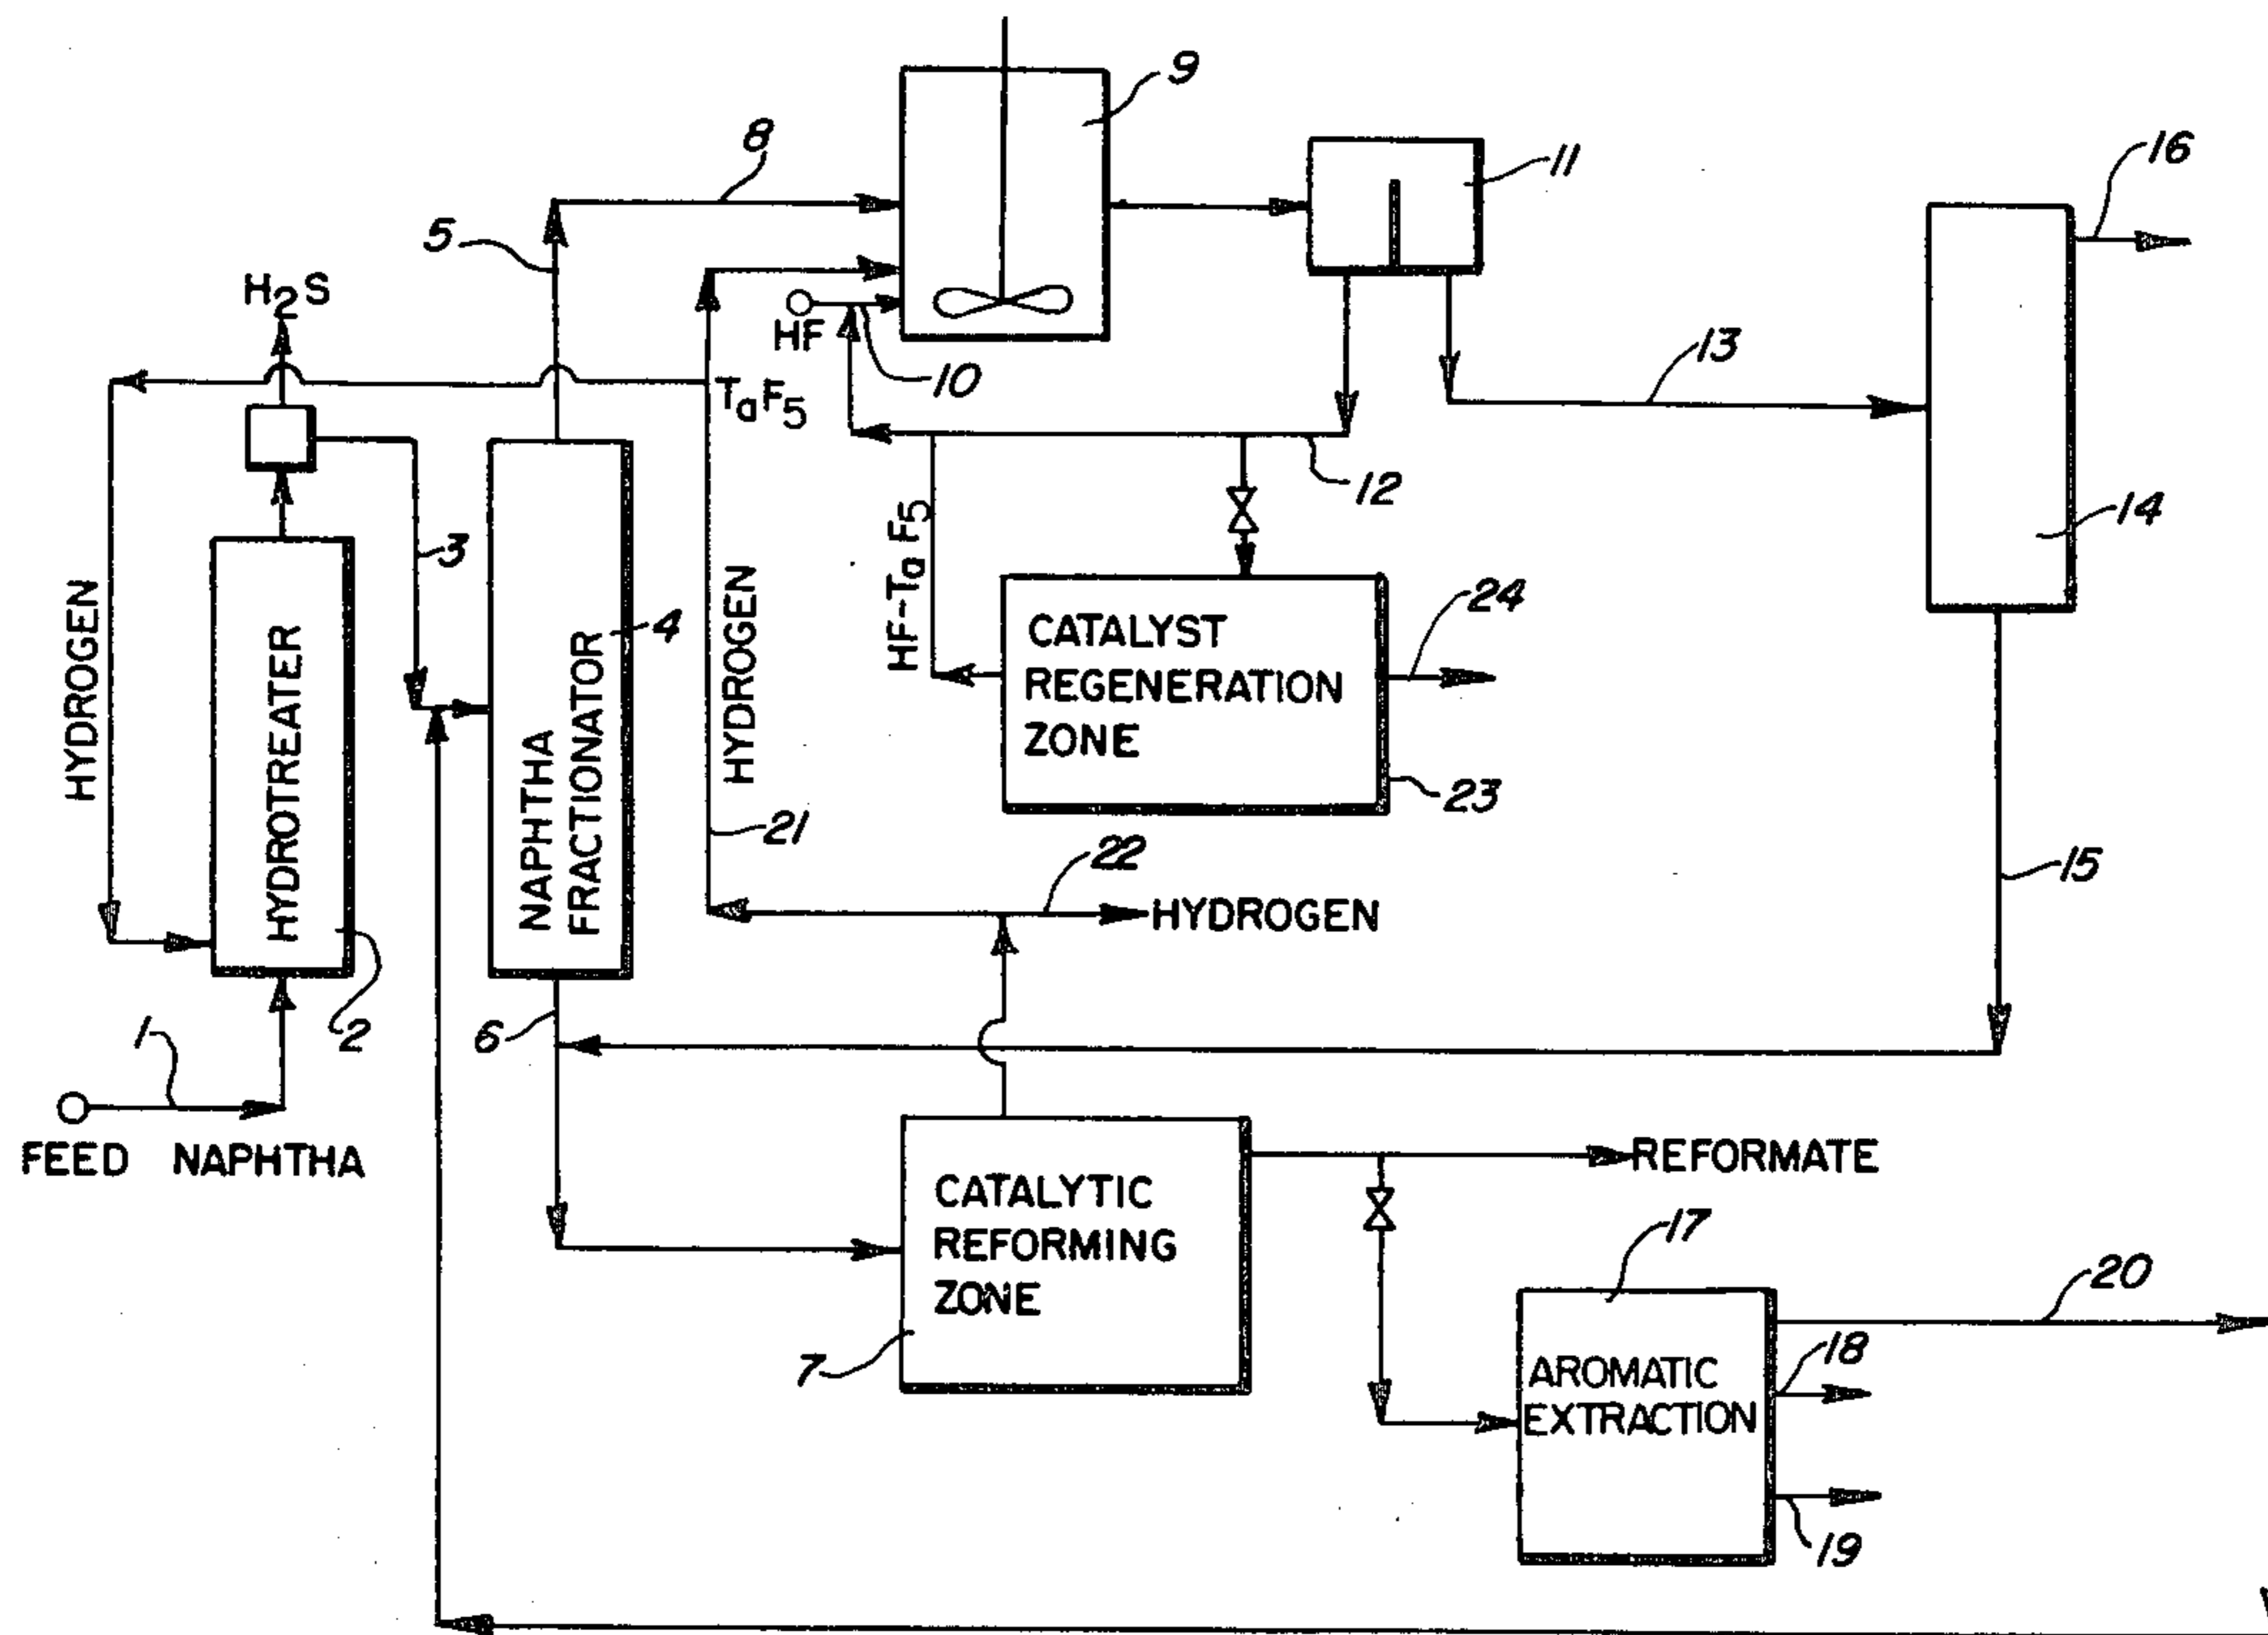 9
8
11
16
5
H2S
HF
10
13
TaF5
12
14
3
HF-TaF5
24
HYDROGEN
HYDROTREATER
4
NAPHTHA
FRACTIONATOR
HYDROGEN
CATALYST
REGENERATION
ZONE
23
21
22
15
HYDROGEN
1
2
6
FEED NAPHTHA
REFORMATE
CATALYTIC
REFORMING
ZONE
7
17
20
18
AROMATIC
EXTRACTION
19